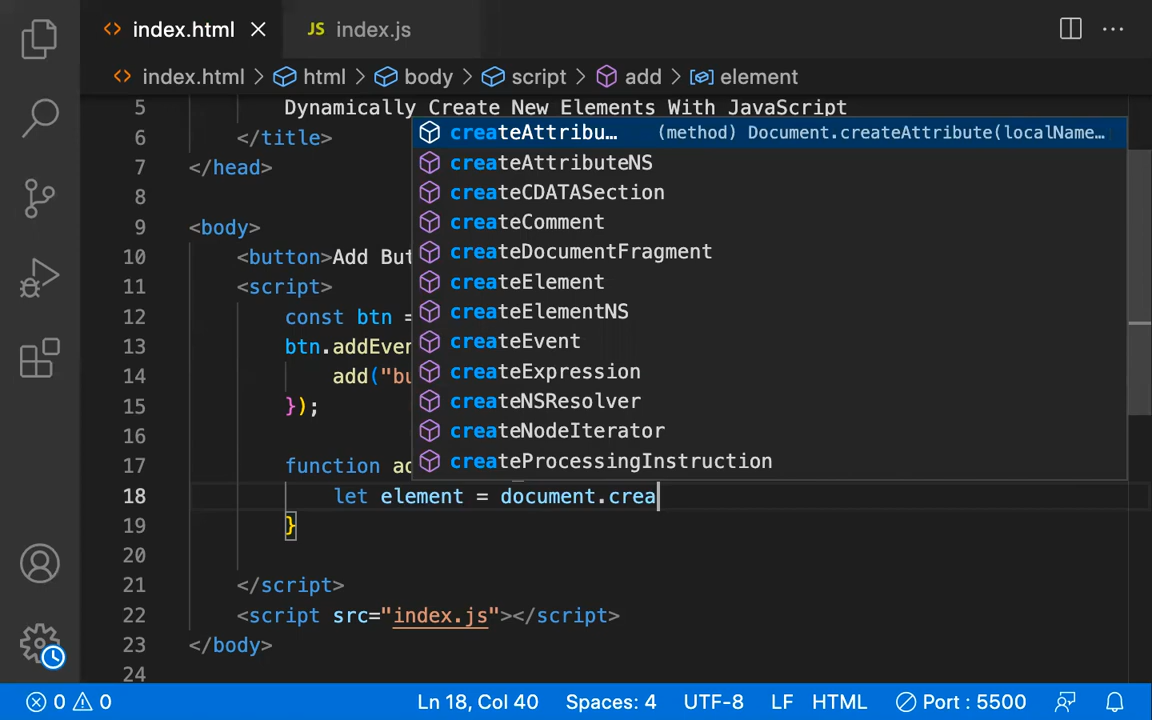 index.html
JS index.js
index.html > html > body > script > add > element
5 Dynamically Create New Elements With JavaScript
6 </title>
7 </head>
8
9 <body>
10 <button>Add But
11 <script>
12 const btn =
13 btn.addEven
14 add("bu
15 });
16
17 function ad
18 let element = document.crea
19 }
20
21 </script>
22 <script src="index.js"></script>
23 </body>
24
createAttribu… (method) Document.createAttribute(localName…
createAttributeNS
createCDATASection
createComment
createDocumentFragment
createElement
createElementNS
createEvent
createExpression
createNSResolver
createNodeIterator
createProcessingInstruction
0 0 Ln 18, Col 40 Spaces: 4 UTF-8 LF HTML Port : 5500